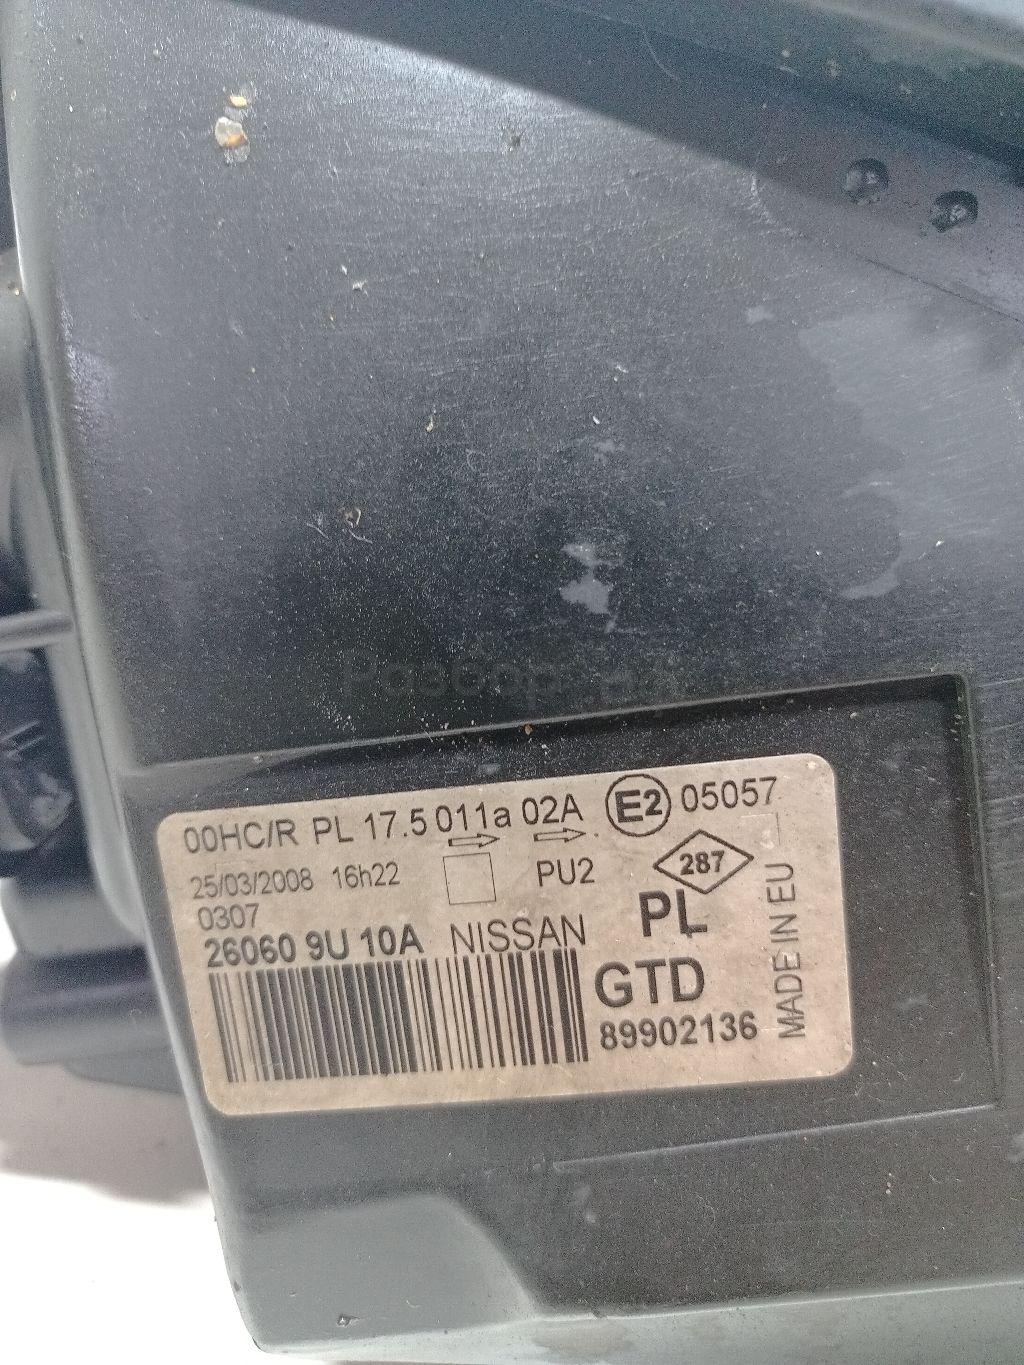 00HC/R PL 17.5 011a 02A E2 05057
25/03/2008 16h22 PU2 287
0307 PL
26060 9U 10A NISSAN
GTD
89902136
MADE IN EU